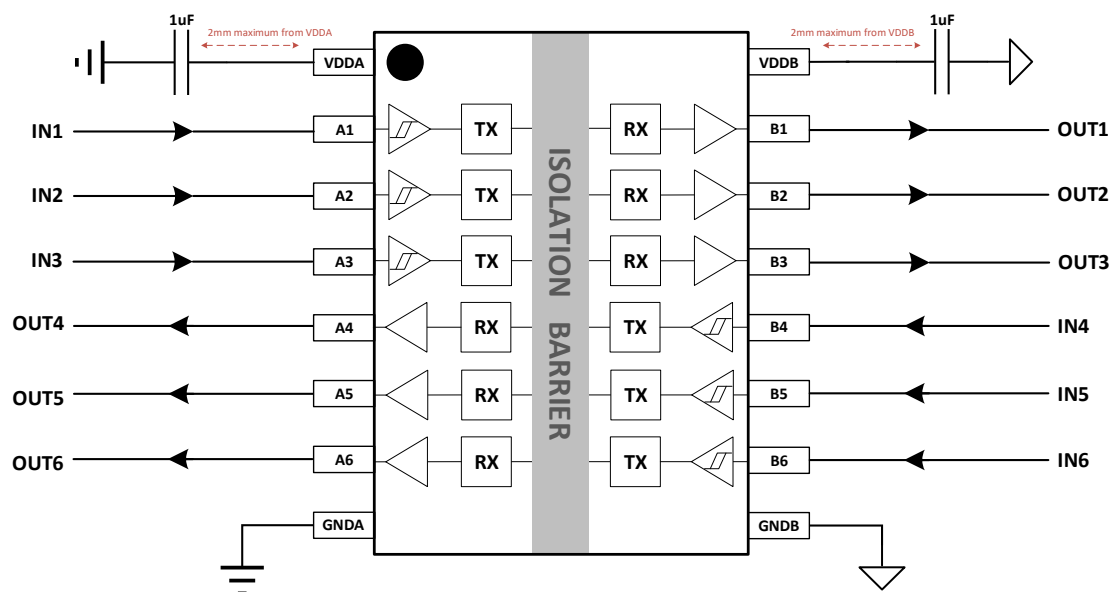 1uF
2mm maximum from VDDA
1uF
2mm maximum from VDDB
VDDA
VDDB
IN1
A1
TX
RX
B1
OUT1
IN2
A2
TX
RX
B2
OUT2
IN3
A3
TX
RX
B3
OUT3
OUT4
A4
RX
TX
B4
IN4
OUT5
A5
RX
TX
B5
IN5
OUT6
A6
RX
TX
B6
IN6
ISOLATION BARRIER
GNDA
GNDB